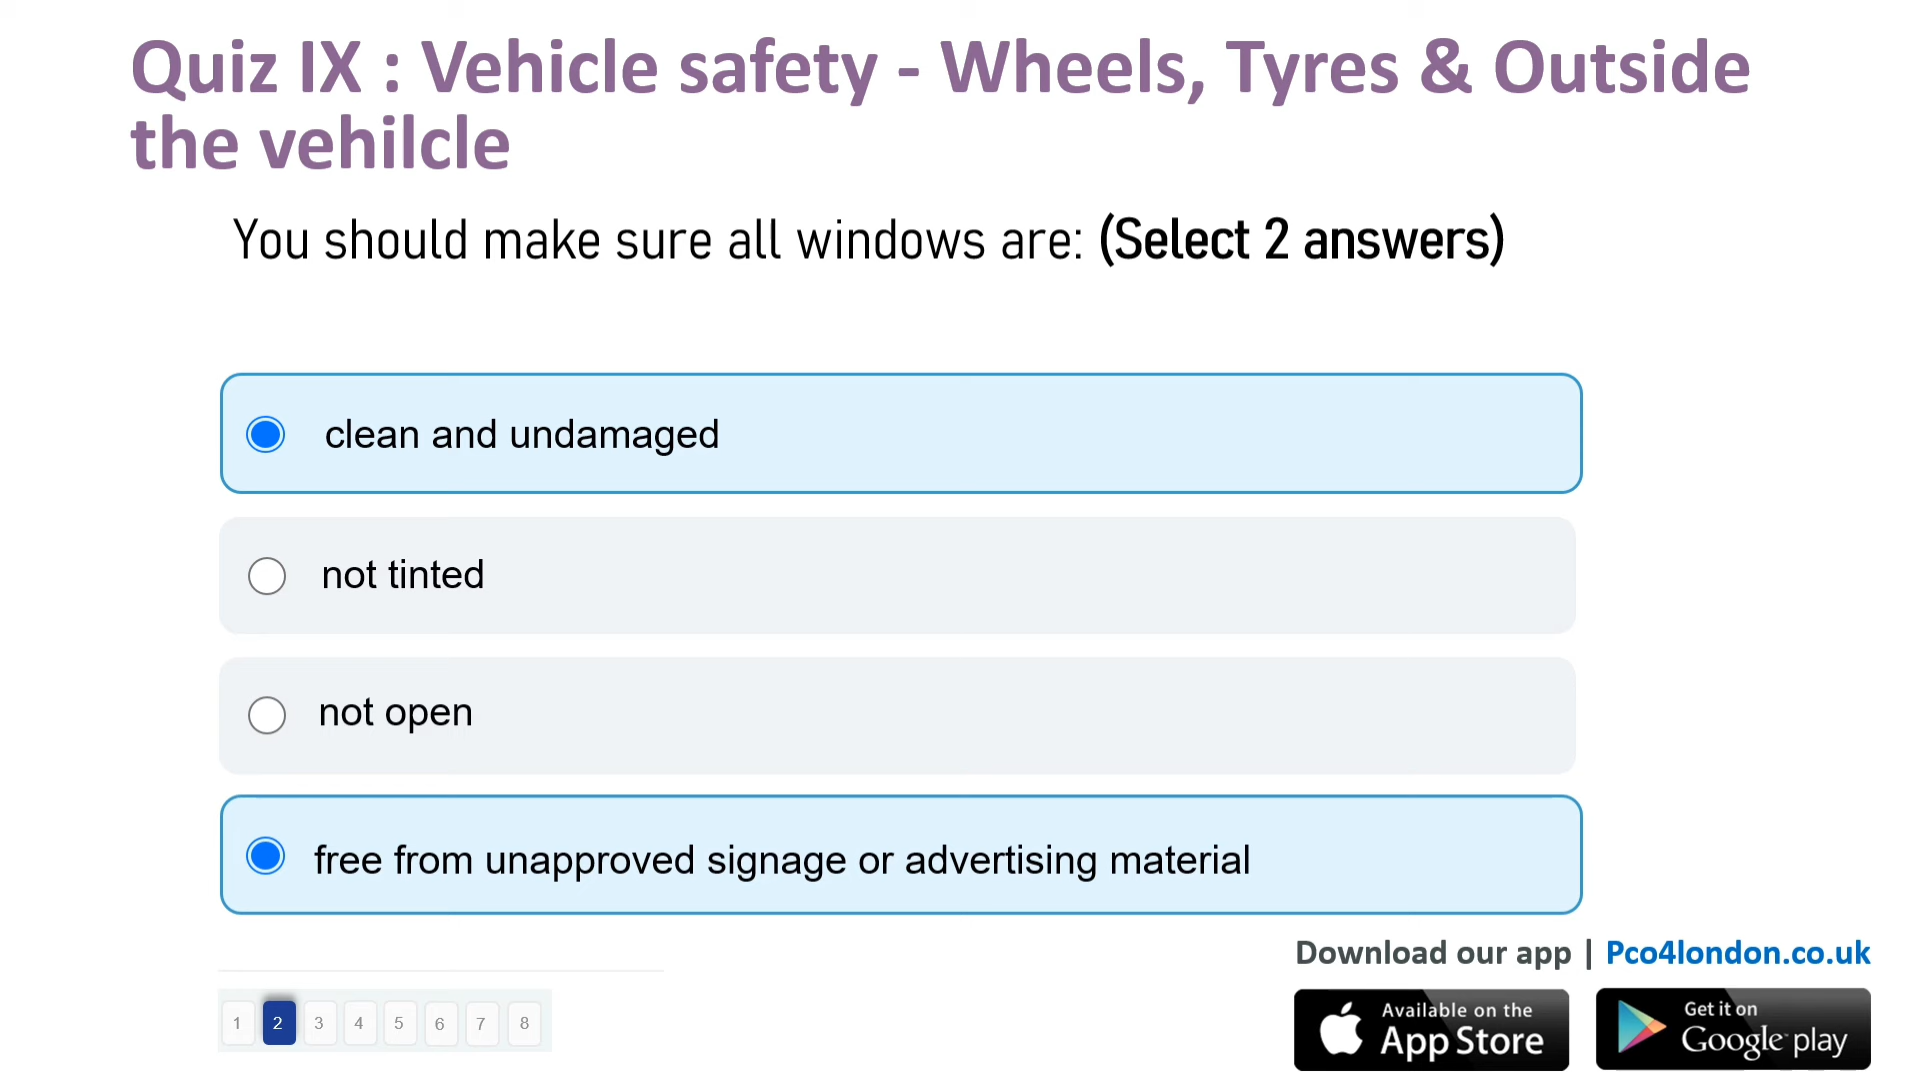 Quiz IX : Vehicle safety - Wheels, Tyres & Outside
the vehilcle
You should make sure all windows are: (Select 2 answers)
clean and undamaged
not tinted
not open
free from unapproved signage or advertising material
Download our app | Pco4london.co.uk
1 2 3 4 5 6 7 8
Available on the
App Store
Get it on
Google play